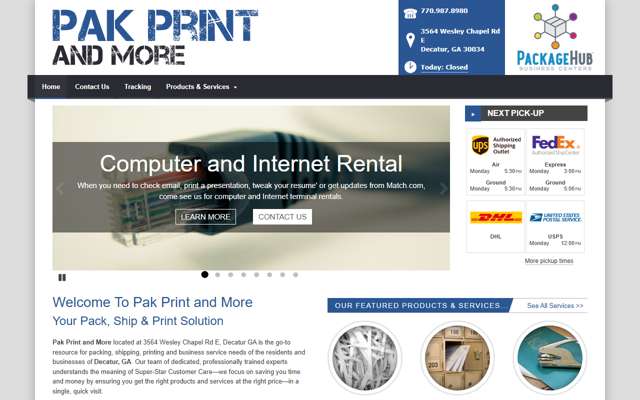 PAK PRINT
AND MORE
770.987.8980
3564 Wesley Chapel Rd
E
Decatur, GA 30034
Today: Closed
PACKAGEHUB
BUSINESS CENTERS
Home
Contact Us
Tracking
Products & Services
Computer and Internet Rental
When you need to check email, print a presentation, tweak your resume' or get updates from Match.com,
come see us for computer and Internet terminal rentals.
LEARN MORE
CONTACT US
NEXT PICK-UP
ups Authorized
Shipping
Outlet
Air
Monday 5:30 PM
Ground
Monday 5:30 PM
FedEx
Authorized ShipCenter
Express
Monday 3:00 PM
Ground
Monday 5:00 PM
DHL
DHL
UNITED STATES
POSTAL SERVICE
USPS
Monday 12:00 PM
More pickup times
Welcome To Pak Print and More
Your Pack, Ship & Print Solution
Pak Print and More located at 3564 Wesley Chapel Rd E, Decatur GA is the go-to
resource for packing, shipping, printing and business service needs of the residents and
businesses of Decatur, GA. Our team of dedicated, professionally trained experts
understands the meaning of Super-Star Customer Care—we focus on saving you time
and money by ensuring you get the right products and services at the right price—in a
single, quick visit.
OUR FEATURED PRODUCTS & SERVICES...
See All Services >>